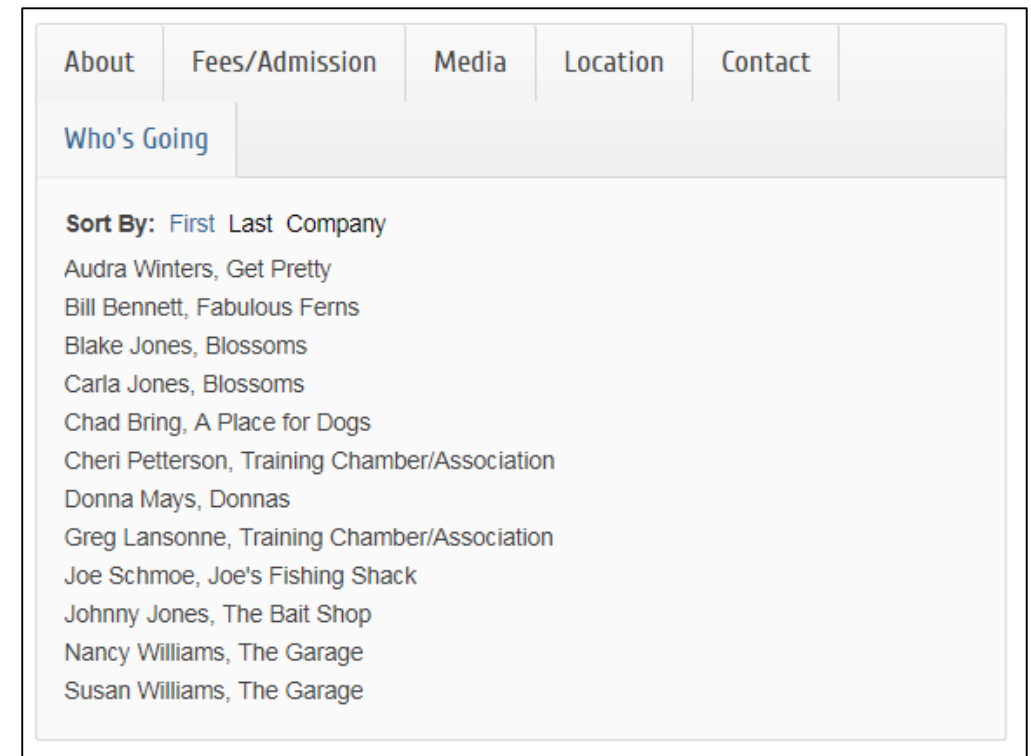 About Fees/Admission Media Location Contact
Who's Going
Sort By: First Last Company
Audra Winters, Get Pretty
Bill Bennett, Fabulous Ferns
Blake Jones, Blossoms
Carla Jones, Blossoms
Chad Bring, A Place for Dogs
Cheri Petterson, Training Chamber/Association
Donna Mays, Donnas
Greg Lansonne, Training Chamber/Association
Joe Schmoe, Joe's Fishing Shack
Johnny Jones, The Bait Shop
Nancy Williams, The Garage
Susan Williams, The Garage